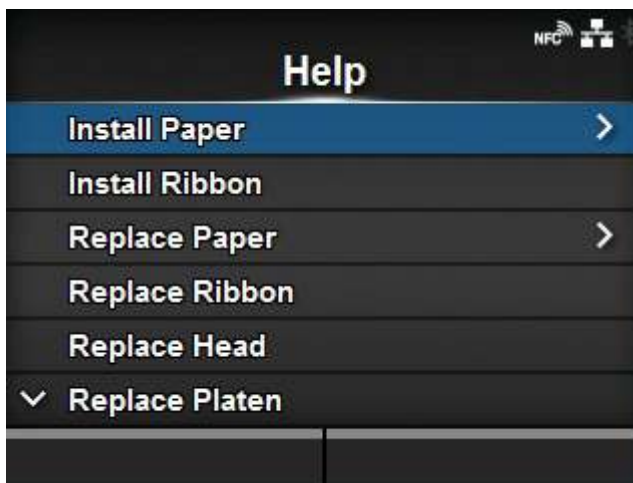 NFC
Help
Install Paper
Install Ribbon
Replace Paper
Replace Ribbon
Replace Head
Replace Platen